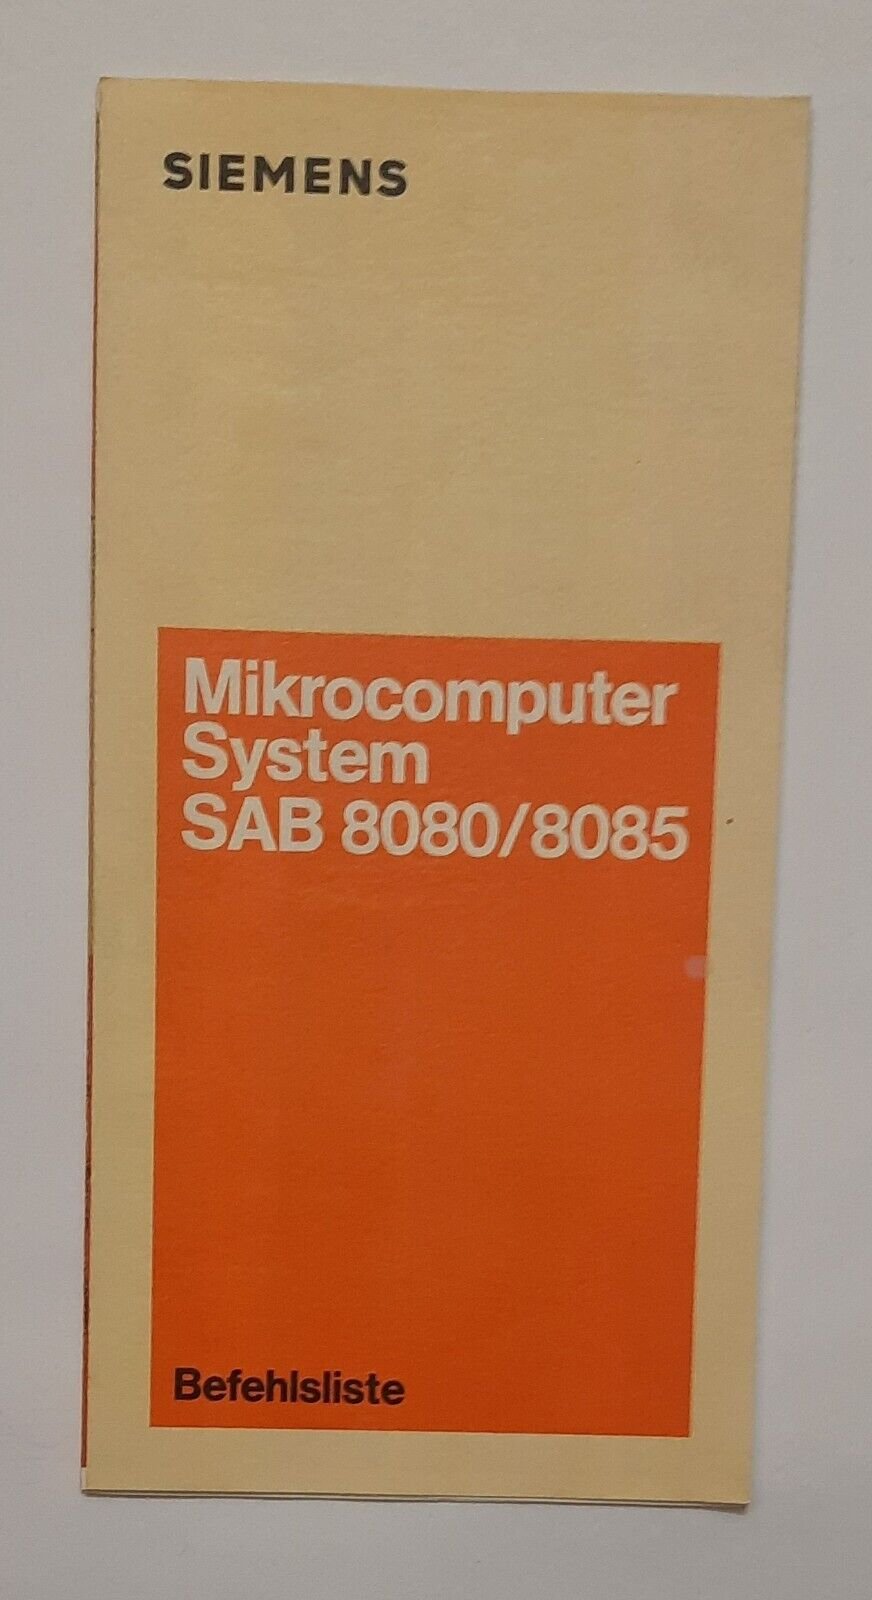 SIEMENS
Mikrocomputer
System
SAB 8080/8085
Befehlsliste